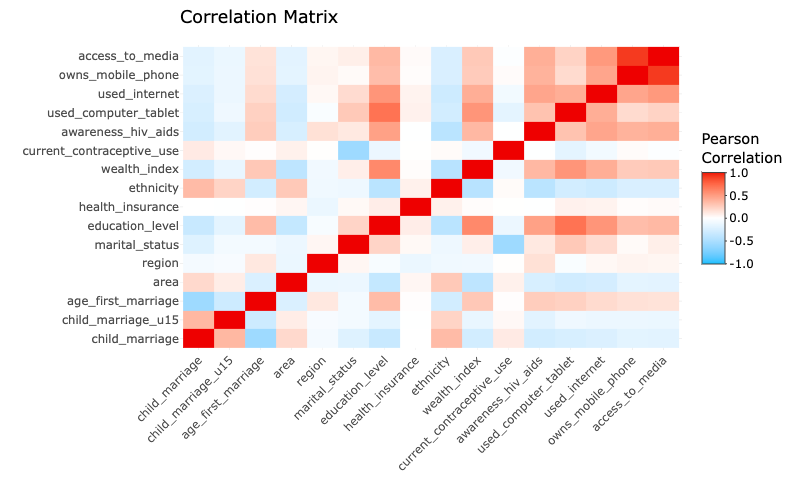 Correlation Matrix
access_to_media
owns_mobile_phone
used_internet
used_computer_tablet
awareness_hiv_aids
current_contraceptive_use
wealth_index
ethnicity
health_insurance
education_level
marital_status
region
area
age_first_marriage
child_marriage_u15
child_marriage
child_marriage
child_marriage_u15
age_first_marriage
area
region
marital_status
education_level
health_insurance
ethnicity
wealth_index
current_contraceptive_use
awareness_hiv_aids
used_computer_tablet
used_internet
owns_mobile_phone
access_to_media
Pearson
Correlation
1.0
0.5
0.0
-0.5
-1.0